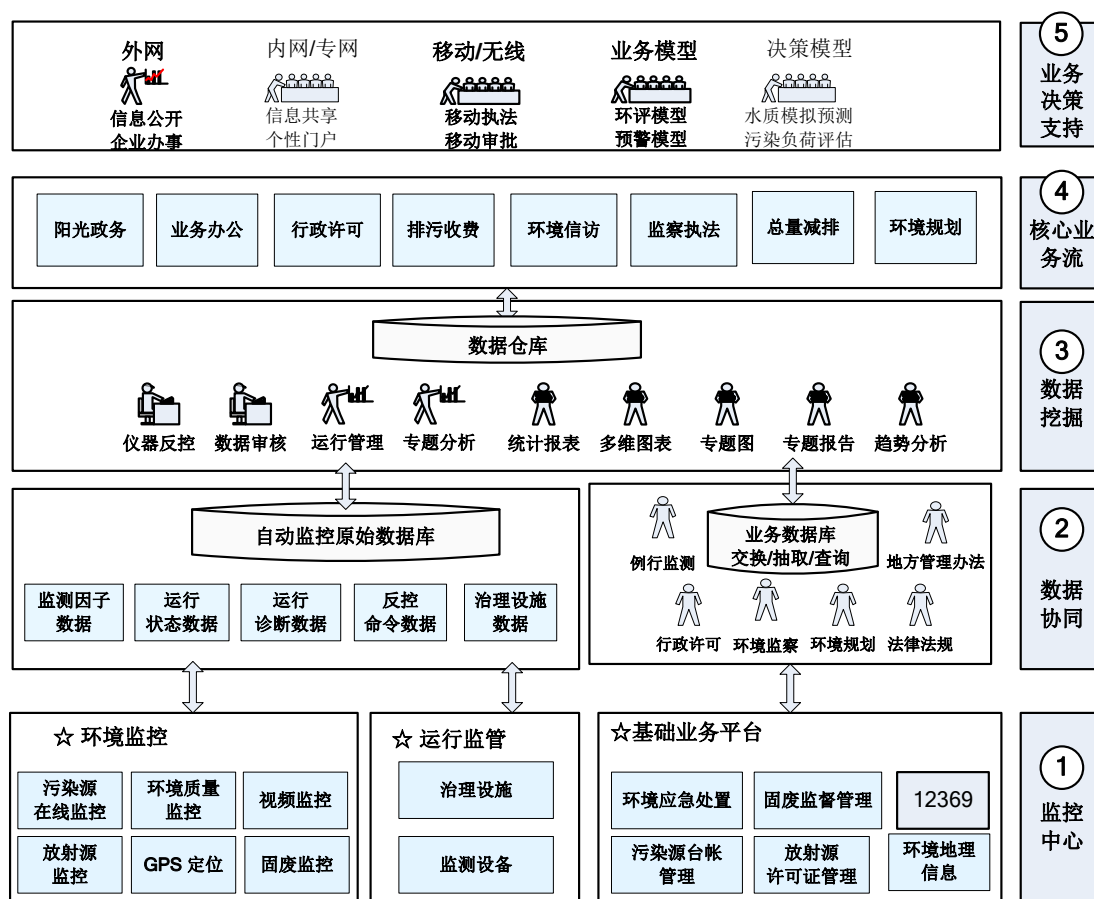 外网
内网/专网
移动/无线
业务模型
决策模型
信息公开
企业办事
信息共享
个性门户
移动执法
移动审批
环评模型
预警模型
水质模拟预测
污染负荷评估
5
业务
决策
支持
阳光政务
业务办公
行政许可
排污收费
环境信访
监察执法
总量减排
环境规划
4
核心业
务流
数据仓库
仪器反控
数据审核
运行管理
专题分析
统计报表
多维图表
专题图
专题报告
趋势分析
3
数据
挖掘
自动监控原始数据库
监测因子
数据
运行
状态数据
运行
诊断数据
反控
命令数据
治理设施
数据
业务数据库
交换/抽取/查询
例行监测
地方管理办法
行政许可
环境监察
环境规划
法律法规
2
数据
协同
☆ 环境监控
污染源
在线监控
环境质量
监控
视频监控
放射源
监控
GPS 定位
固废监控
☆ 运行监管
治理设施
监测设备
☆基础业务平台
环境应急处置
固废监督管理
12369
污染源台帐
管理
放射源
许可证管理
环境地理
信息
1
监控
中心